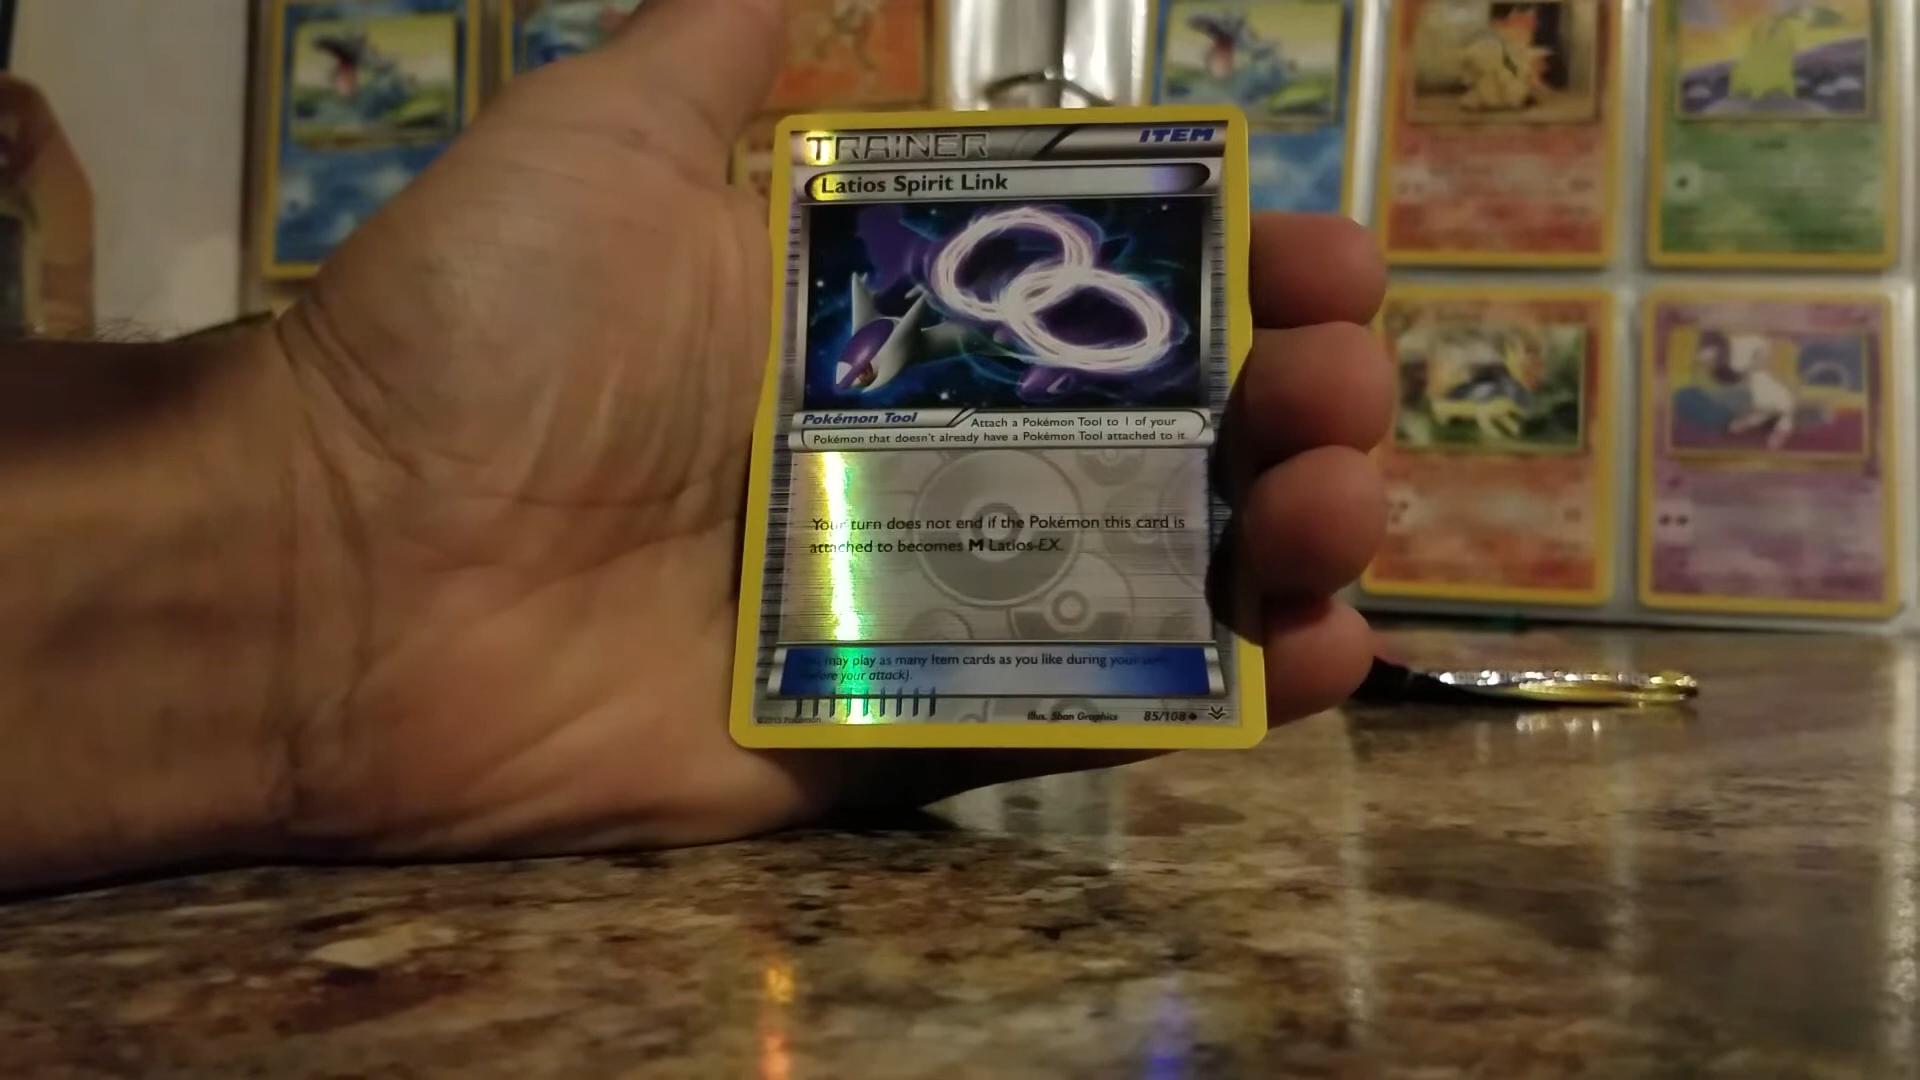 TRAINER ITEM
Latios Spirit Link
Pokémon Tool
Attach a Pokémon Tool to 1 of your
Pokémon that doesn't already have a Pokémon Tool attached to it.
Your turn does not end if the Pokémon this card is
attached to becomes M Latios-EX.
may play as many Item cards as you like during your
before your attack).
©2015 Pokémon
Illus. 5ban Graphics 85/108